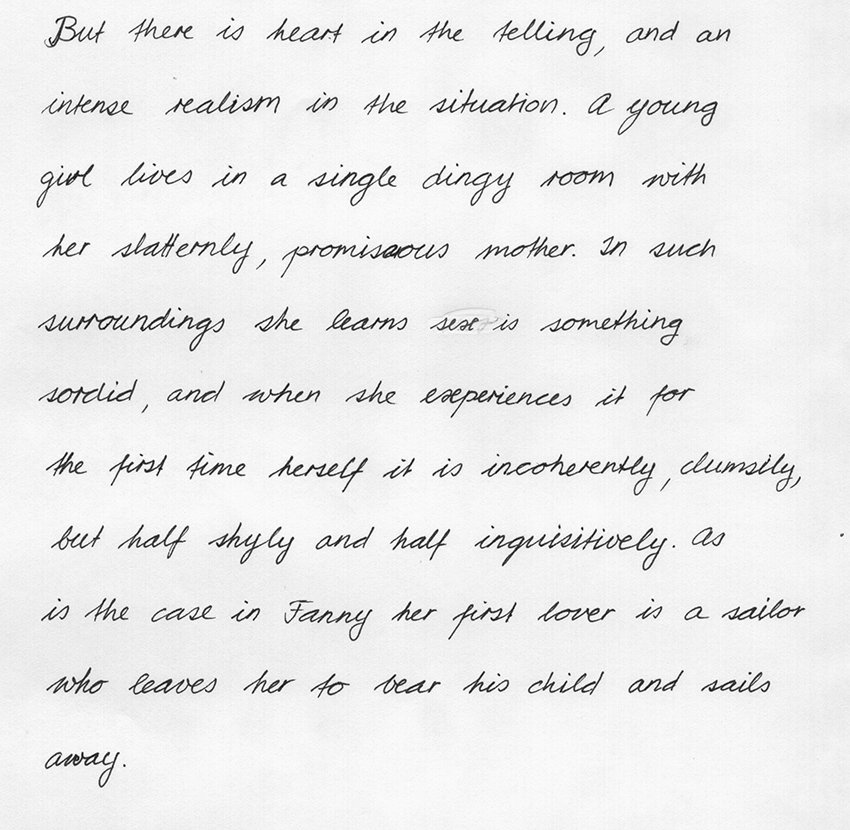 But there is heart in the telling, and an
intense realism in the situation. A young
girl lives in a single dingy room with
her slatternly, promiscuous mother. In such
surroundings she learns sex is something
sordid, and when she experiences it for
the first time herself it is incoherently, clumsily,
but half shyly and half inquisitively. As
is the case in Fanny her first lover is a sailor
who leaves her to bear his child and sails
away.